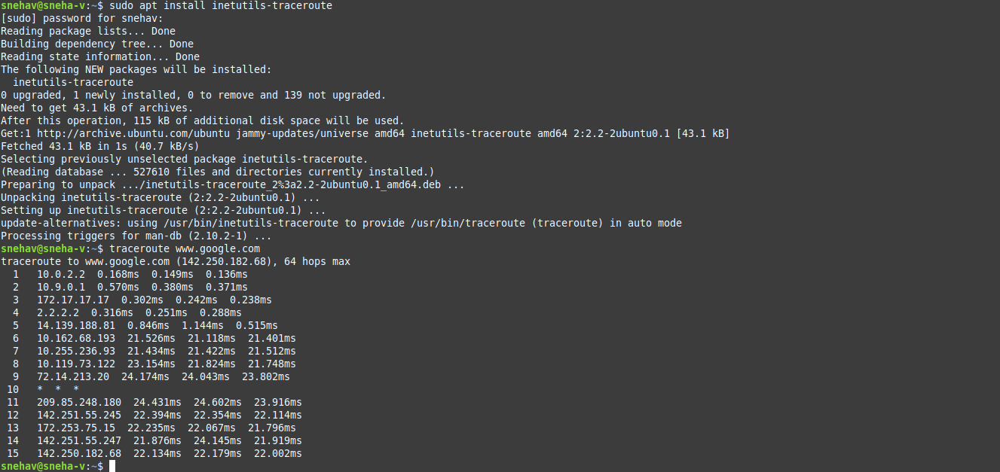 snehav@sneha-v:~$ sudo apt install inetutils-traceroute
[sudo] password for snehav:
Reading package lists... Done
Building dependency tree... Done
Reading state information... Done
The following NEW packages will be installed:
  inetutils-traceroute
0 upgraded, 1 newly installed, 0 to remove and 139 not upgraded.
Need to get 43.1 kB of archives.
After this operation, 115 kB of additional disk space will be used.
Get:1 http://archive.ubuntu.com/ubuntu jammy-updates/universe amd64 inetutils-traceroute amd64 2:2.2-2ubuntu0.1 [43.1 kB]
Fetched 43.1 kB in 1s (40.7 kB/s)
Selecting previously unselected package inetutils-traceroute.
(Reading database ... 527610 files and directories currently installed.)
Preparing to unpack .../inetutils-traceroute_2%3a2.2-2ubuntu0.1_amd64.deb ...
Unpacking inetutils-traceroute (2:2.2-2ubuntu0.1) ...
Setting up inetutils-traceroute (2:2.2-2ubuntu0.1) ...
update-alternatives: using /usr/bin/inetutils-traceroute to provide /usr/bin/traceroute (traceroute) in auto mode
Processing triggers for man-db (2.10.2-1) ...
snehav@sneha-v:~$ traceroute www.google.com
traceroute to www.google.com (142.250.182.68), 64 hops max
  1   10.0.2.2  0.168ms  0.149ms  0.136ms
  2   10.9.0.1  0.570ms  0.380ms  0.371ms
  3   172.17.17.17  0.302ms  0.242ms  0.238ms
  4   2.2.2.2  0.316ms  0.251ms  0.288ms
  5   14.139.188.81  0.846ms  1.144ms  0.515ms
  6   10.162.68.193  21.526ms  21.118ms  21.401ms
  7   10.255.236.93  21.434ms  21.422ms  21.512ms
  8   10.119.73.122  23.154ms  21.824ms  21.748ms
  9   72.14.213.20  24.174ms  24.043ms  23.802ms
 10   *  *  *
 11   209.85.248.180  24.431ms  24.602ms  23.916ms
 12   142.251.55.245  22.394ms  22.354ms  22.114ms
 13   172.253.75.15  22.235ms  22.067ms  21.796ms
 14   142.251.55.247  21.876ms  24.145ms  21.919ms
 15   142.250.182.68  22.134ms  22.179ms  22.002ms
snehav@sneha-v:~$